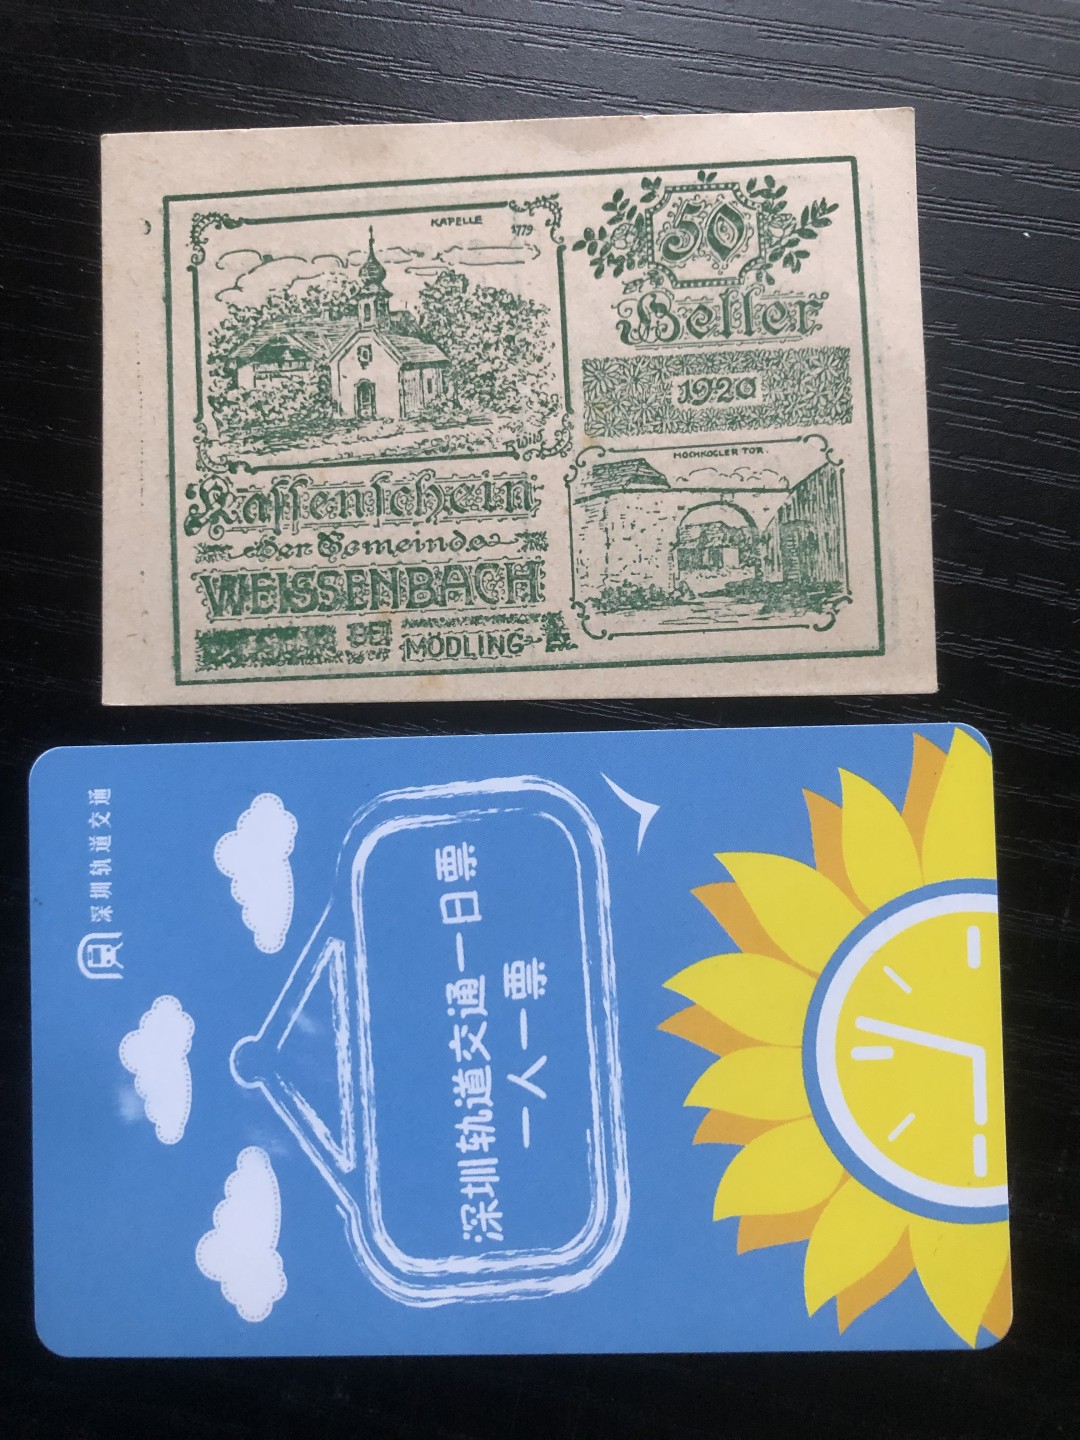 KAPELLE
1779
R. Wild
Kassenschein
der Gemeinde
WEISSENBACH
BEI MÖDLING
50
Heller
1920
HOCHKOGLER TOR.
深圳轨道交通
深圳轨道交通一日票
一人一票